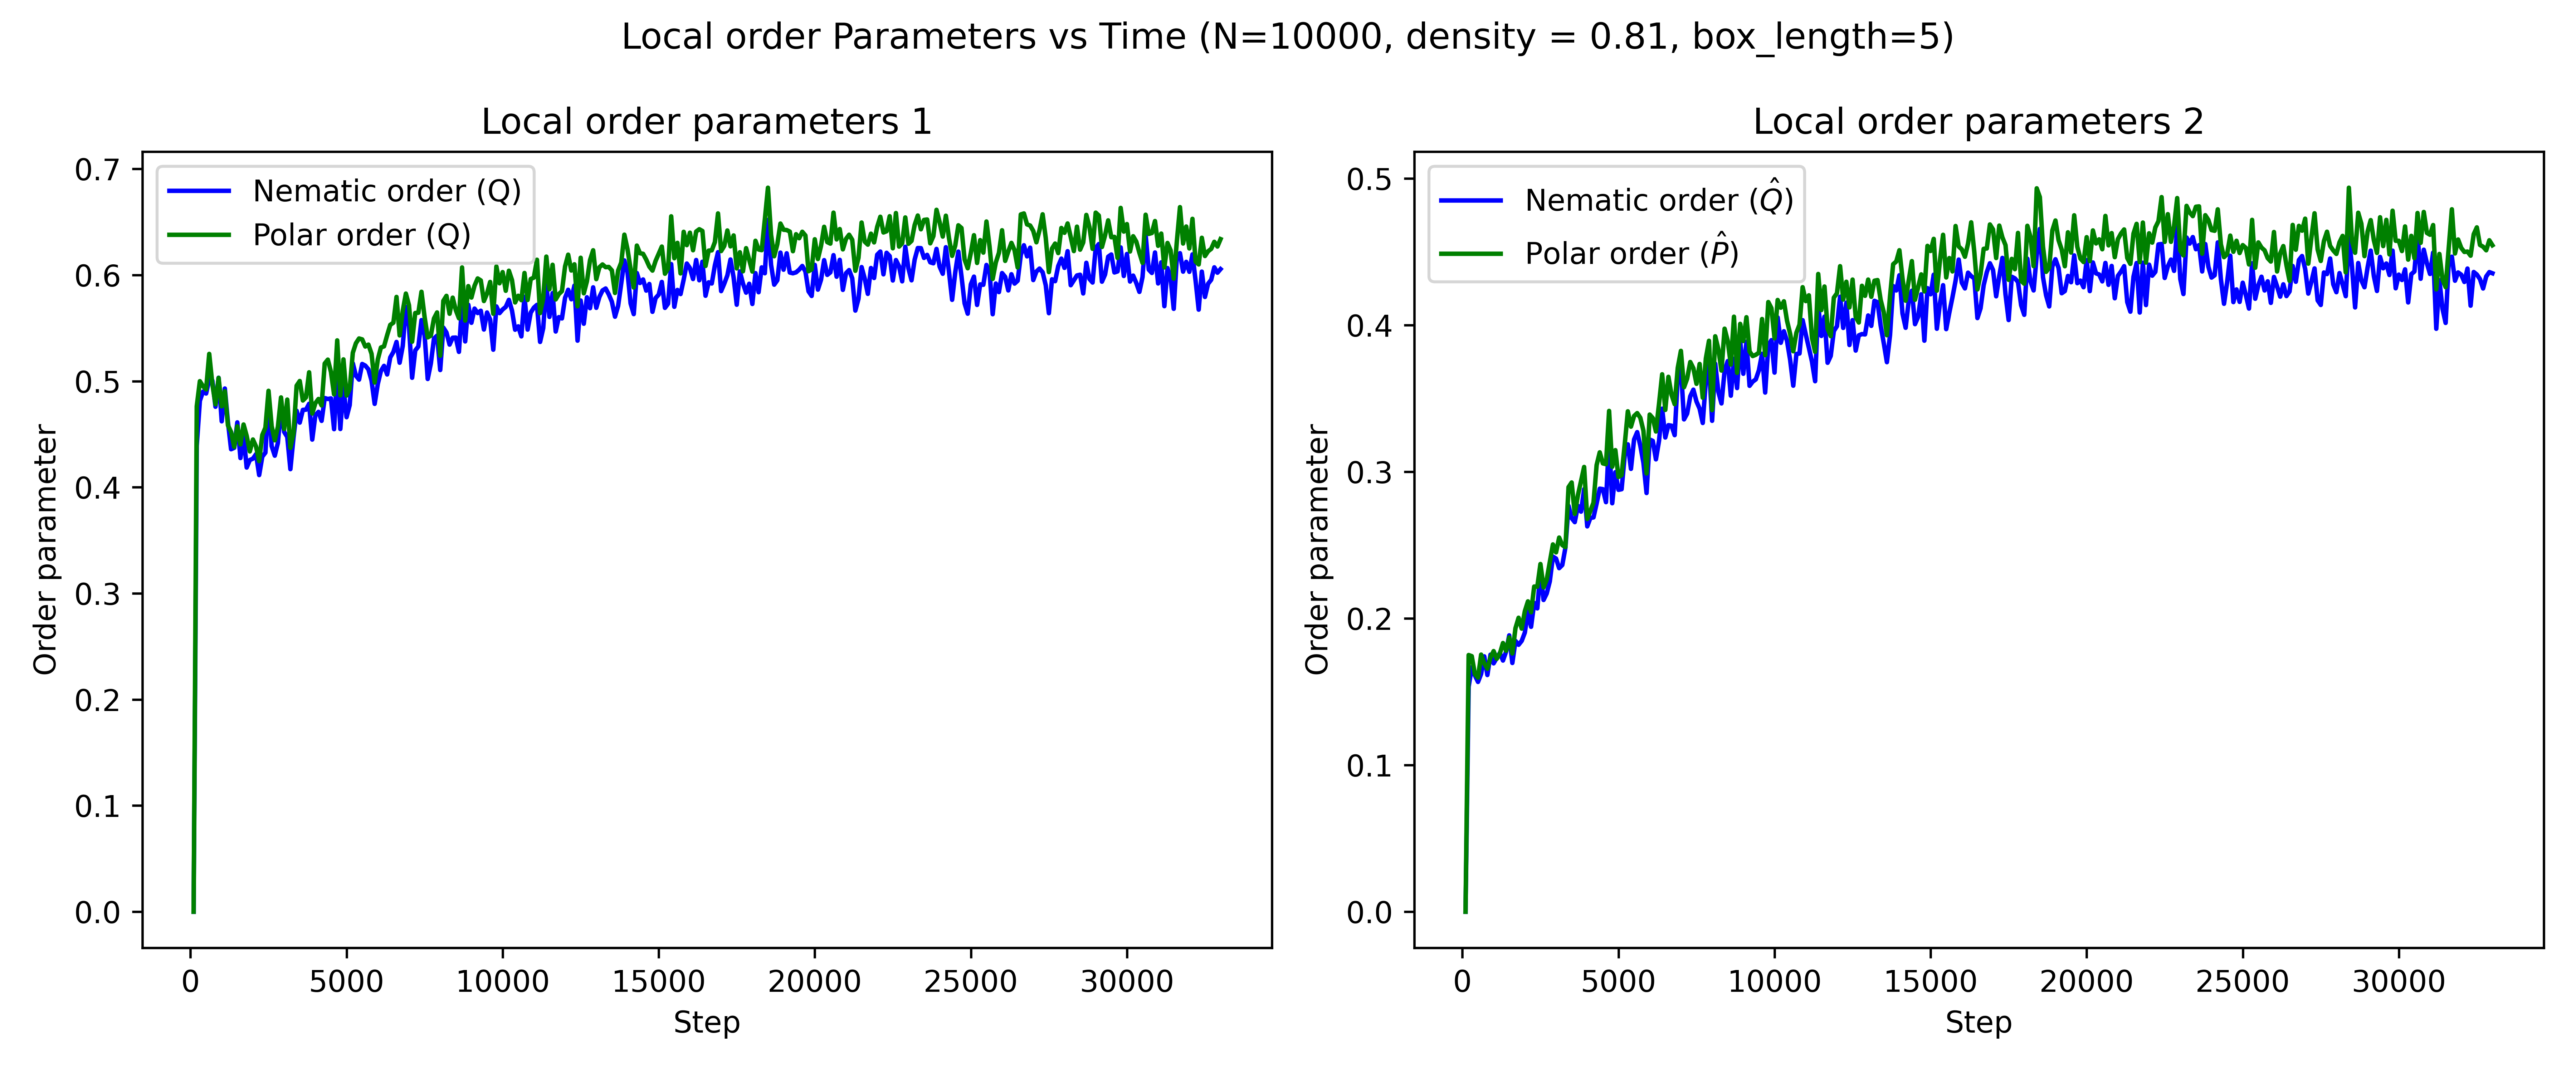 Local order Parameters vs Time (N=10000, density = 0.81, box_length=5)
Local order parameters 1
Nematic order (Q)
Polar order (Q)
0.7
0.6
0.5
0.4
0.3
0.2
0.1
0.0
Order parameter
0 5000 10000 15000 20000 25000 30000
Step
Local order parameters 2
Nematic order (Q̂)
Polar order (P̂)
0.5
0.4
0.3
0.2
0.1
0.0
Order parameter
0 5000 10000 15000 20000 25000 30000
Step